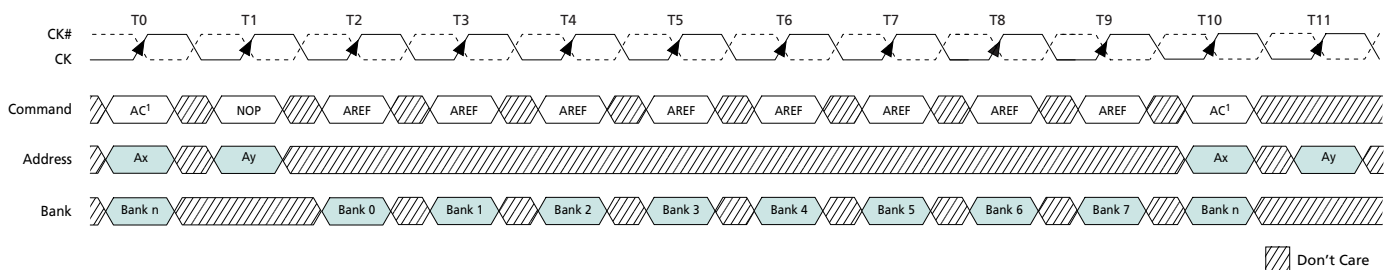 T0 T1 T2 T3 T4 T5 T6 T7 T8 T9 T10 T11
CK#
CK
Command AC¹ NOP AREF AREF AREF AREF AREF AREF AREF AREF AC¹
Address Ax Ay Ax Ay
Bank Bank n Bank 0 Bank 1 Bank 2 Bank 3 Bank 4 Bank 5 Bank 6 Bank 7 Bank n
Don't Care